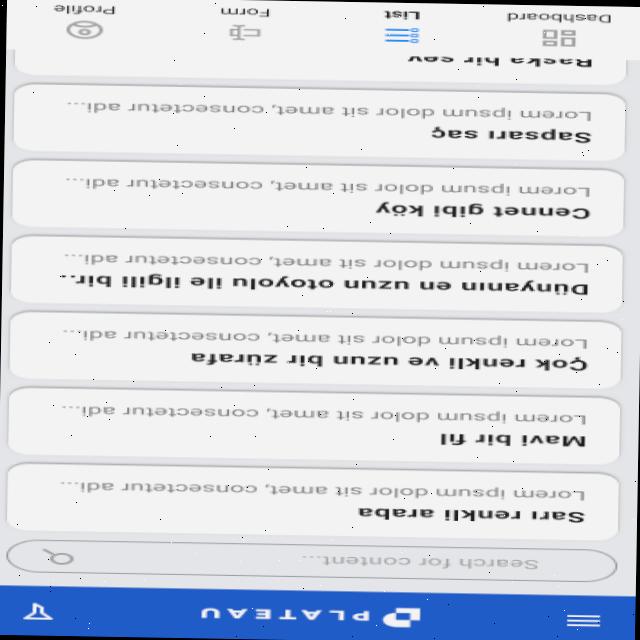 PLATEAU
Search for content...
Sarı renkli araba
Lorem ipsum dolor sit amet, consectetur adi...
Mavi bir fil
Lorem ipsum dolor sit amet, consectetur adi...
Çok renkli ve uzun bir zürafa
Lorem ipsum dolor sit amet, consectetur adi...
Dünyanın en uzun otoyolu ile ilgili bir...
Lorem ipsum dolor sit amet, consectetur adi...
Cennet gibi köy
Lorem ipsum dolor sit amet, consectetur adi...
Sapsarı saç
Lorem ipsum dolor sit amet, consectetur adi...
Başka bir şey
Dashboard
List
Form
Profile